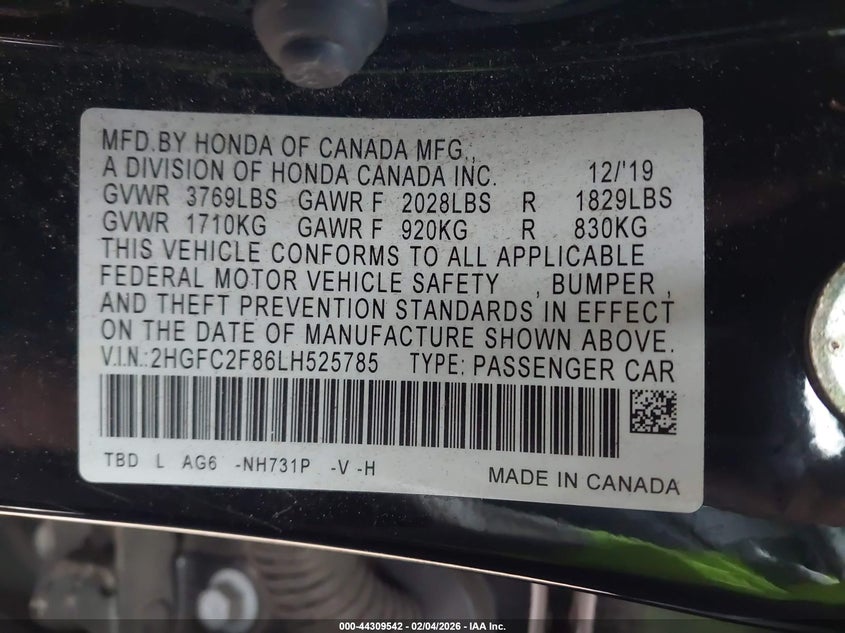 MFD.BY HONDA OF CANADA MFG.,
A DIVISION OF HONDA CANADA INC. 12/'19
GVWR 3769LBS GAWR F 2028LBS R 1829LBS
GVWR 1710KG GAWR F 920KG R 830KG
THIS VEHICLE CONFORMS TO ALL APPLICABLE
FEDERAL MOTOR VEHICLE SAFETY , BUMPER ,
AND THEFT PREVENTION STANDARDS IN EFFECT
ON THE DATE OF MANUFACTURE SHOWN ABOVE.
V.I.N.:2HGFC2F86LH525785 TYPE: PASSENGER CAR
TBD L AG6 -NH731P -V -H
MADE IN CANADA
000-44309542 - 02/04/2026 - IAA Inc.